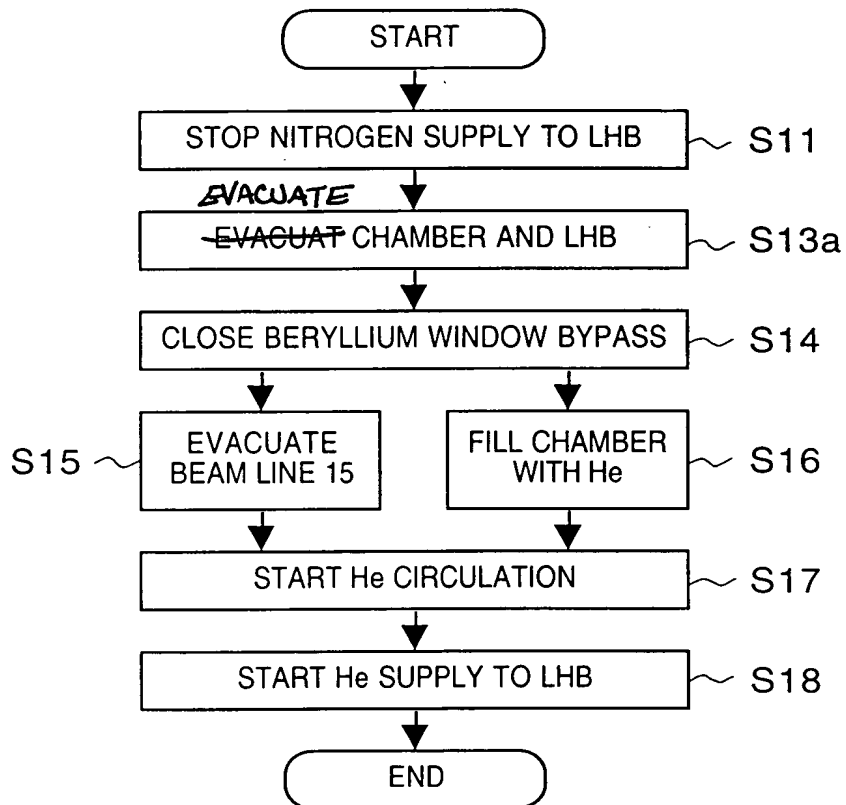 START
STOP NITROGEN SUPPLY TO LHB
S11
EVACUATE
EVACUAT CHAMBER AND LHB
S13a
CLOSE BERYLLIUM WINDOW BYPASS
S14
S15
EVACUATE
BEAM LINE 15
FILL CHAMBER
WITH He
S16
START He CIRCULATION
S17
START He SUPPLY TO LHB
S18
END